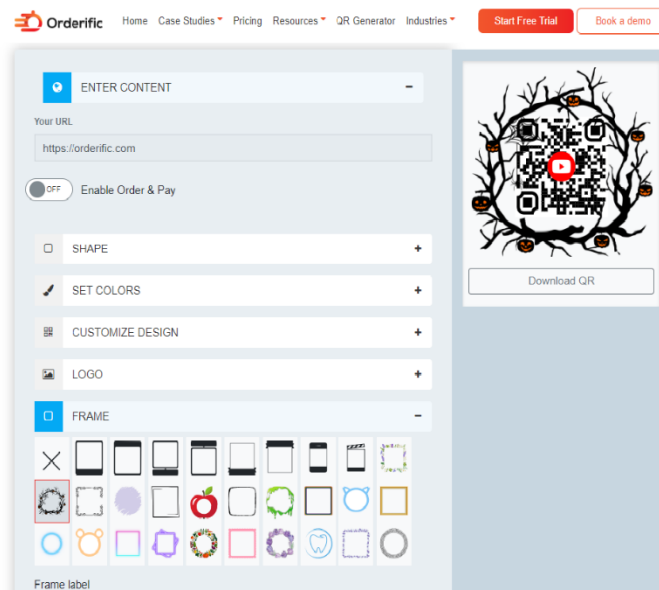 Orderific Home Case Studies Pricing Resources QR Generator Industries Start Free Trial Book a demo
ENTER CONTENT
Your URL
https://orderific.com
OFF Enable Order & Pay
SHAPE
SET COLORS
CUSTOMIZE DESIGN
LOGO
FRAME
Frame label
Download QR